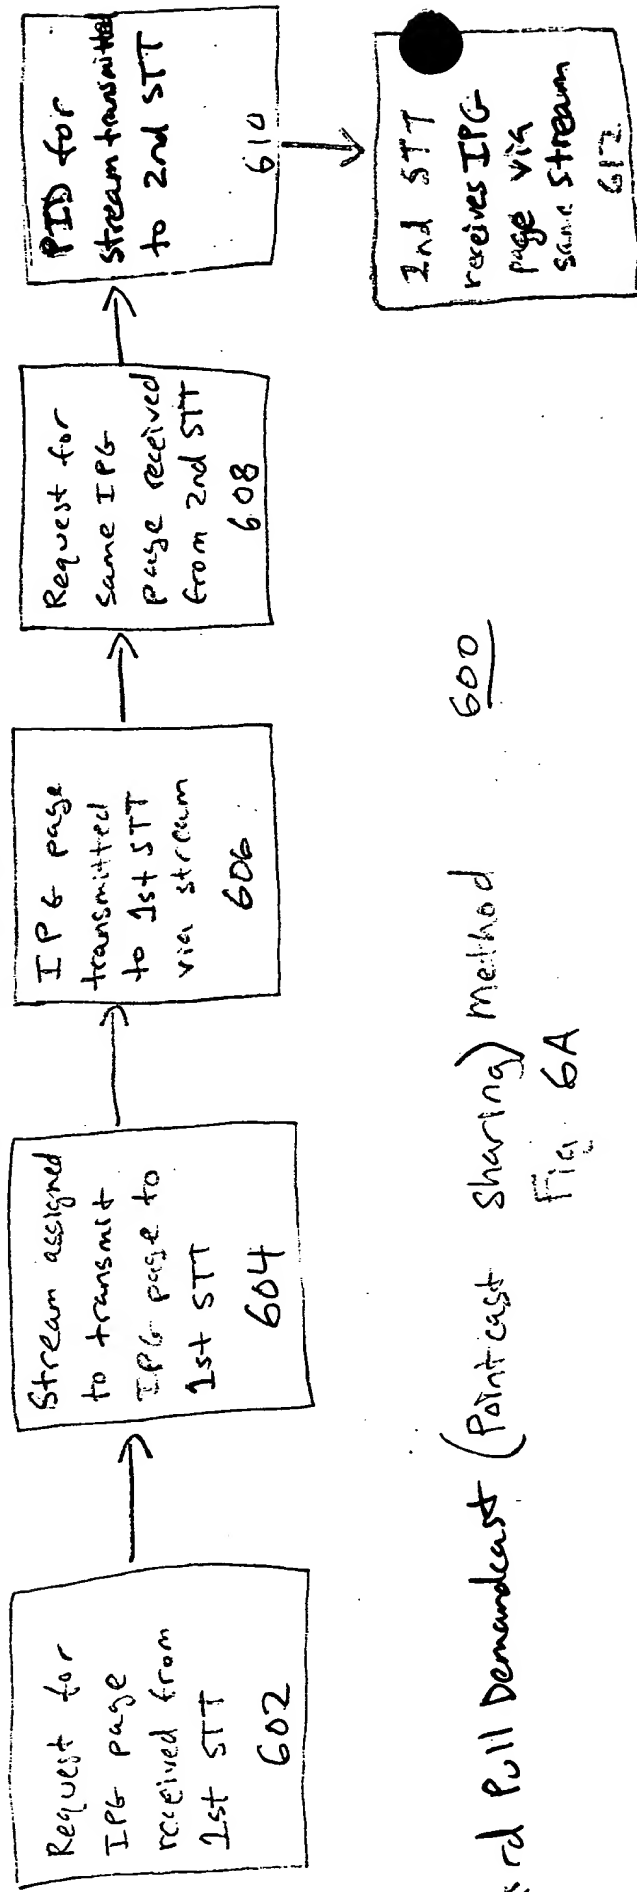 Request for
IPG page
received from
1st STT
602
Stream assigned
to transmit
IPG page to
1st STT
604
IPG page
transmitted
to 1st STT
via stream
606
Request for
same IPG
page received
from 2nd STT
608
PID for
stream transmitted
to 2nd STT
610
2nd STT
receives IPG
page via
same stream
612
Pull Demandcast (Pointcast sharing) method 600
Fig. 6A